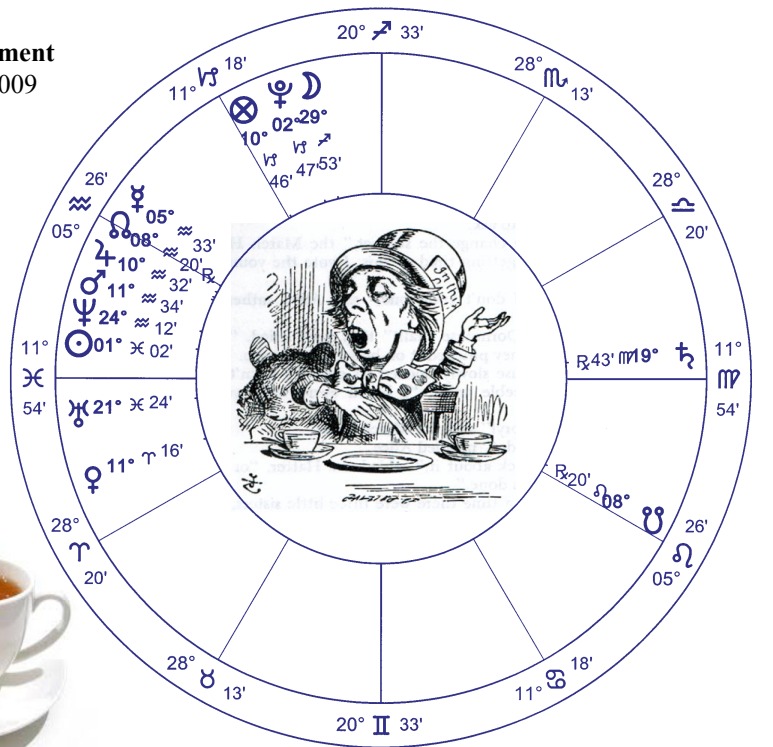 ment
009
20° ♐ 33'
28° ♏ 13'
28° ♎ 20'
11° ♍ 54'
26' ♌ 05°
18' ♋ 11°
20° ♊ 33'
28° ♉ 13'
28° ♈ 20'
11° ♓ 54'
26' ♒ 05°
11° ♑ 18'
⊗ 10° ♑ 46'
♇ 02° ♑ 47'
☽ 29° ♐ 53'
☿ 05° ♒ 33'
☊ 08° ♒ 20' ℞
♃ 10° ♒ 32'
♂ 11° ♒ 34'
♆ 24° ♒ 12'
☉ 01° ♓ 02'
♅ 21° ♓ 24'
♀ 11° ♈ 16'
℞ 43' ♍ 19° ♄
℞ 20' ♌ 08° ☋